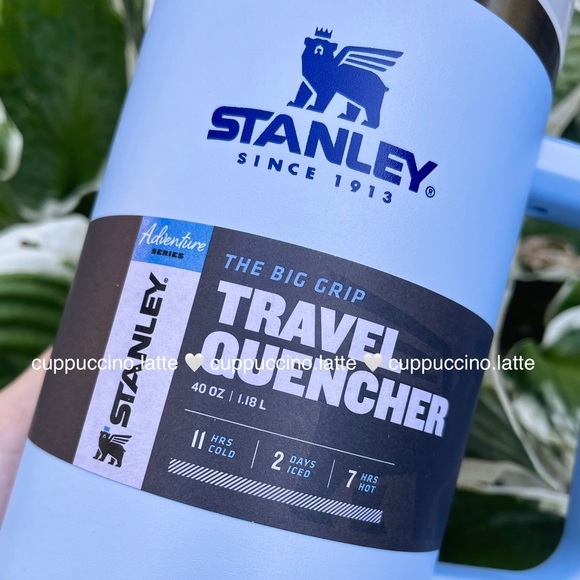 STANLEY®
SINCE 1913
Adventure
SERIES
STANLEY®
THE BIG GRIP
TRAVEL
QUENCHER
cuppuccino.latte 🤍 cuppuccino.latte 🤍 cuppuccino.latte
40 OZ | 1.18 L
11 HRS COLD
2 DAYS ICED
7 HRS HOT